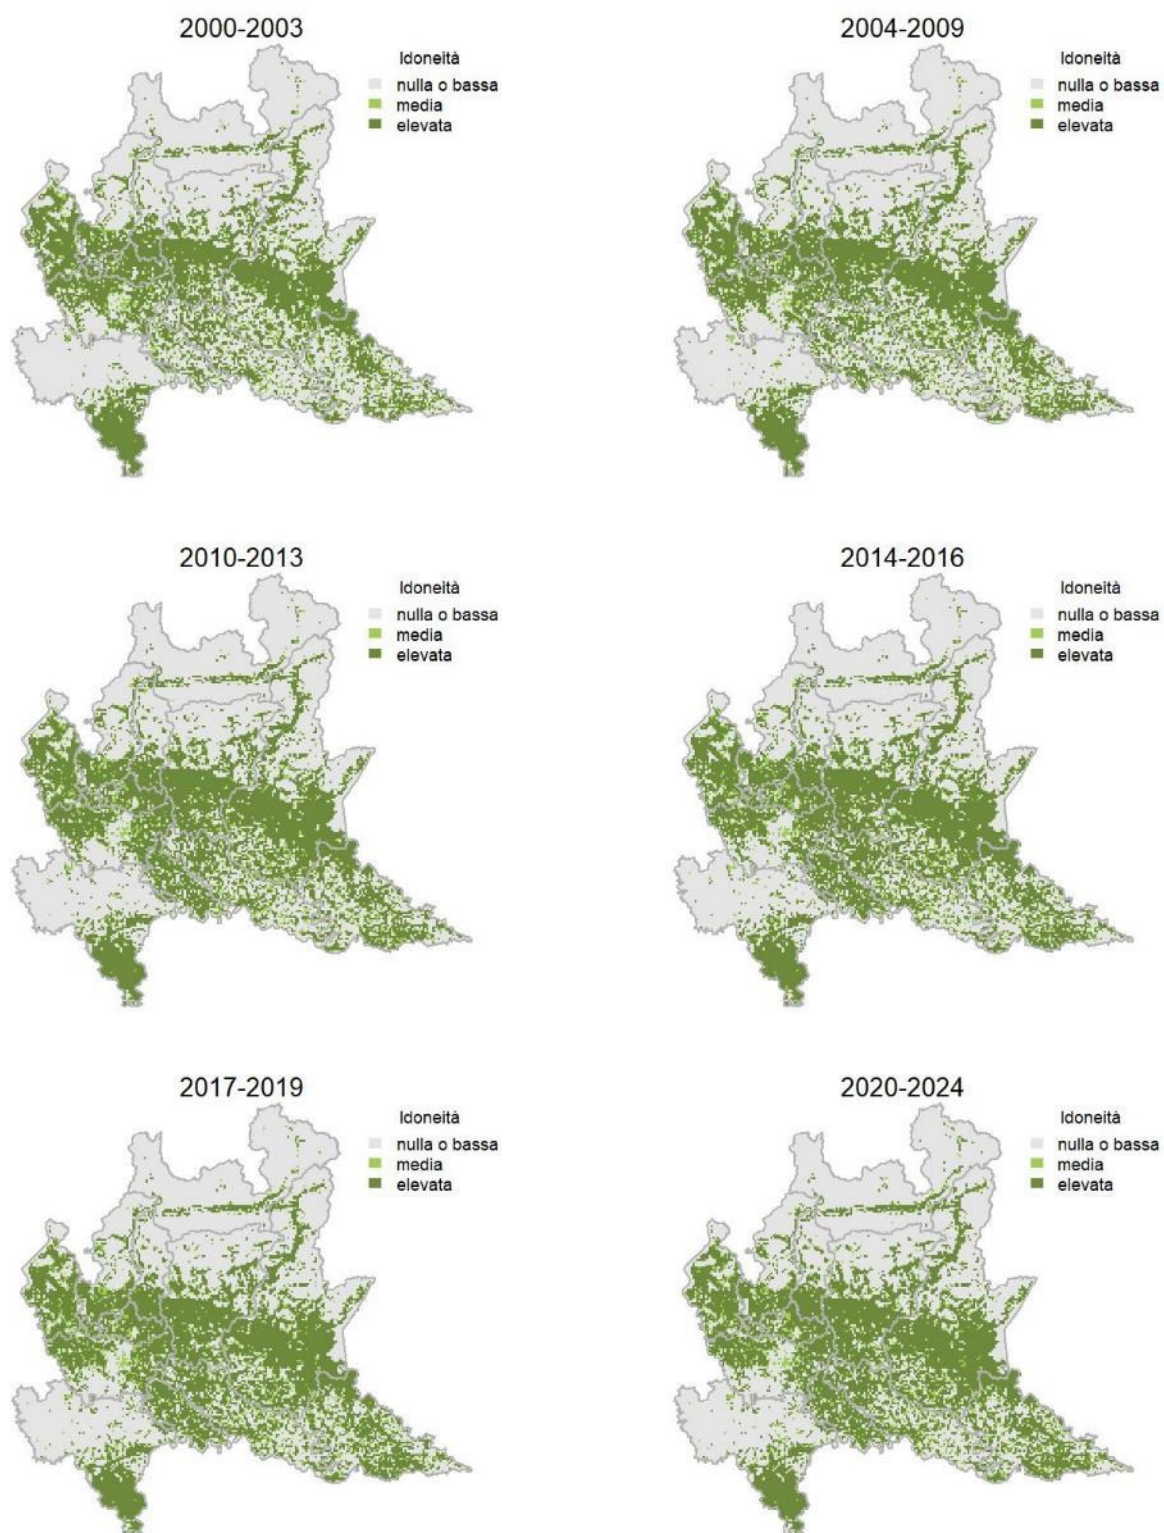 2000-2003
Idoneità
nulla o bassa
media
elevata
2004-2009
Idoneità
nulla o bassa
media
elevata
2010-2013
Idoneità
nulla o bassa
media
elevata
2014-2016
Idoneità
nulla o bassa
media
elevata
2017-2019
Idoneità
nulla o bassa
media
elevata
2020-2024
Idoneità
nulla o bassa
media
elevata